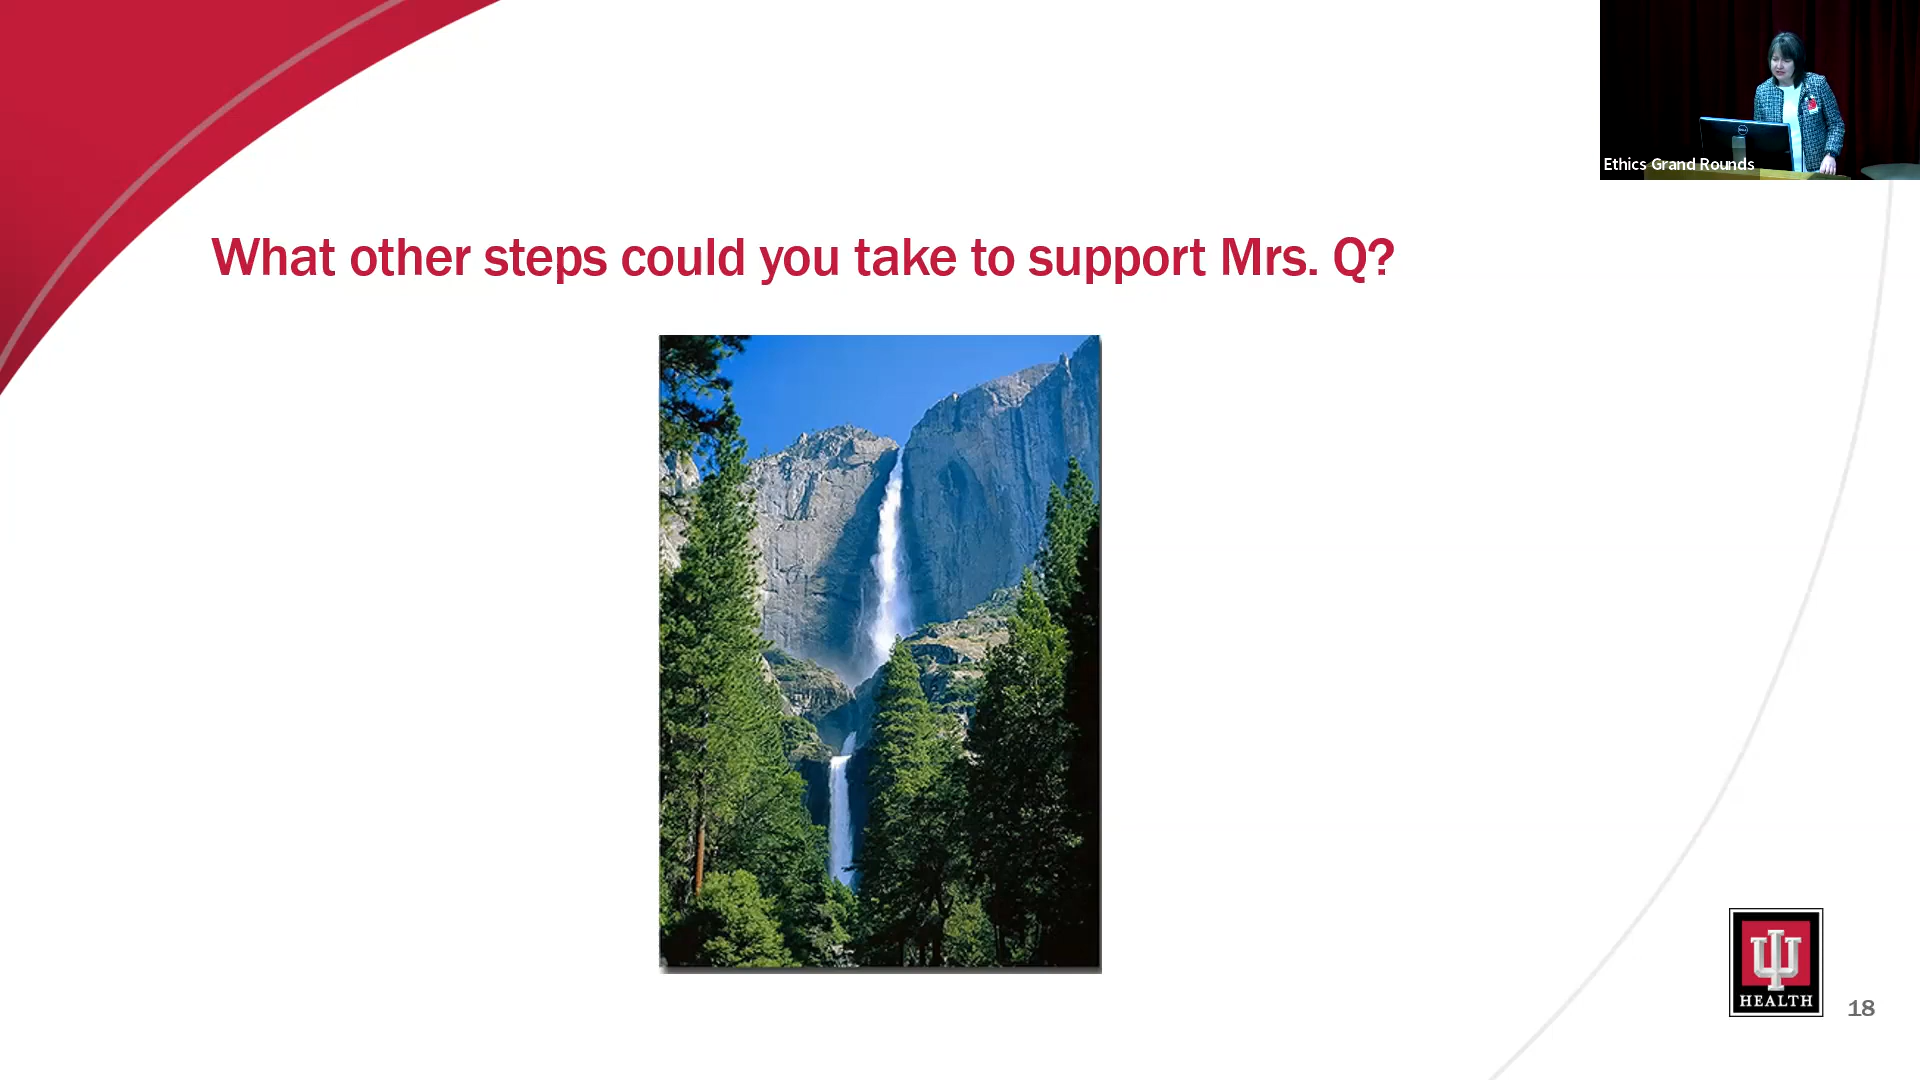 Ethics Grand Rounds
What other steps could you take to support Mrs. Q?
HEALTH
18